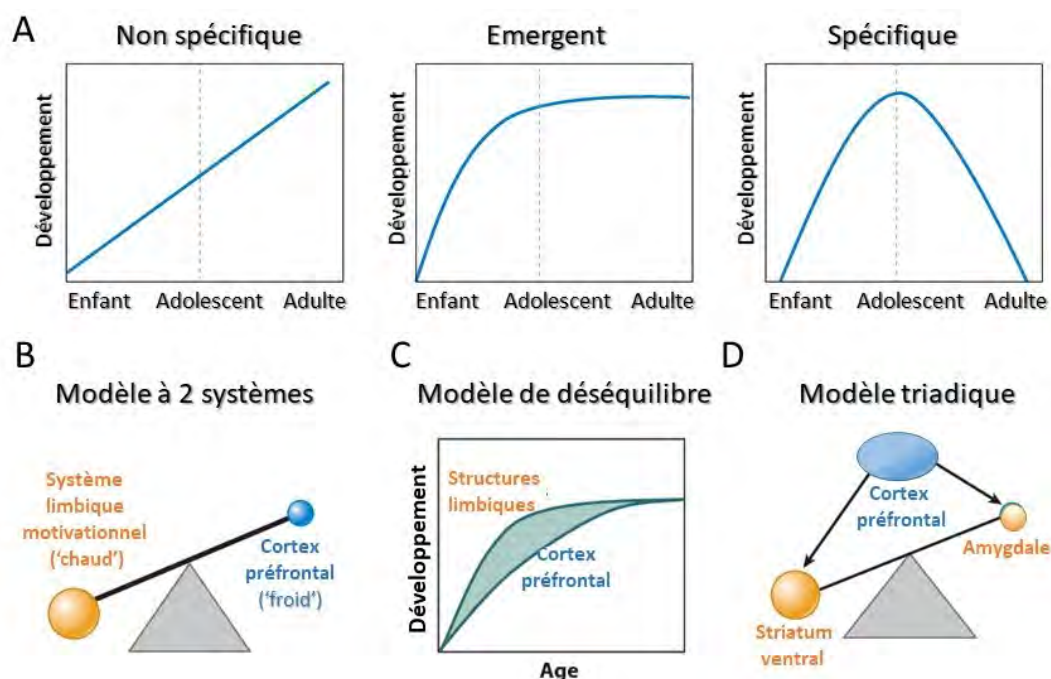 A
Non spécifique
Emergent
Spécifique
Développement
Enfant Adolescent Adulte
Développement
Enfant Adolescent Adulte
Développement
Enfant Adolescent Adulte
B
Modèle à 2 systèmes
Système
limbique
motivationnel
(‘chaud’)
Cortex
préfrontal
(‘froid’)
C
Modèle de déséquilibre
Développement
Structures
limbiques
Cortex
préfrontal
Age
D
Modèle triadique
Cortex
préfrontal
Amygdale
Striatum
ventral